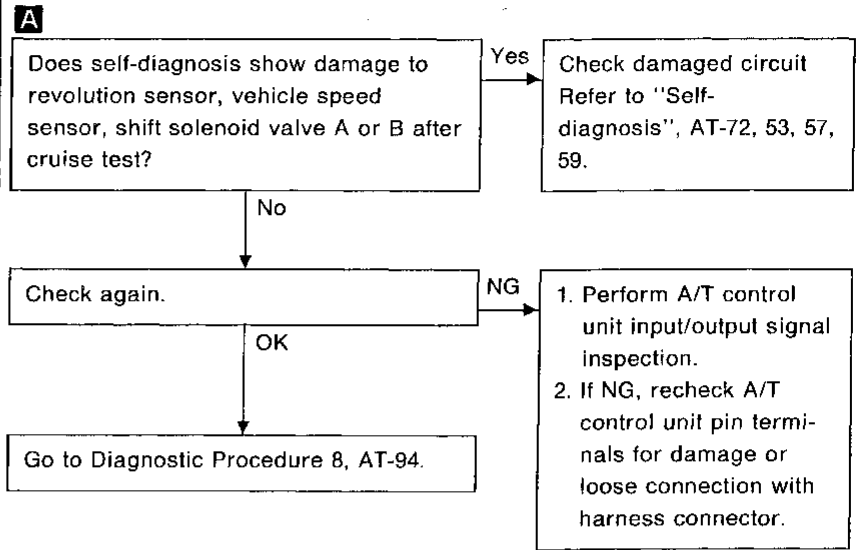 A
Does self-diagnosis show damage to
revolution sensor, vehicle speed
sensor, shift solenoid valve A or B after
cruise test?
Yes
Check damaged circuit
Refer to "Self-
diagnosis", AT-72, 53, 57,
59.
No
Check again.
NG
1. Perform A/T control
unit input/output signal
inspection.
2. If NG, recheck A/T
control unit pin termi-
nals for damage or
loose connection with
harness connector.
OK
Go to Diagnostic Procedure 8, AT-94.